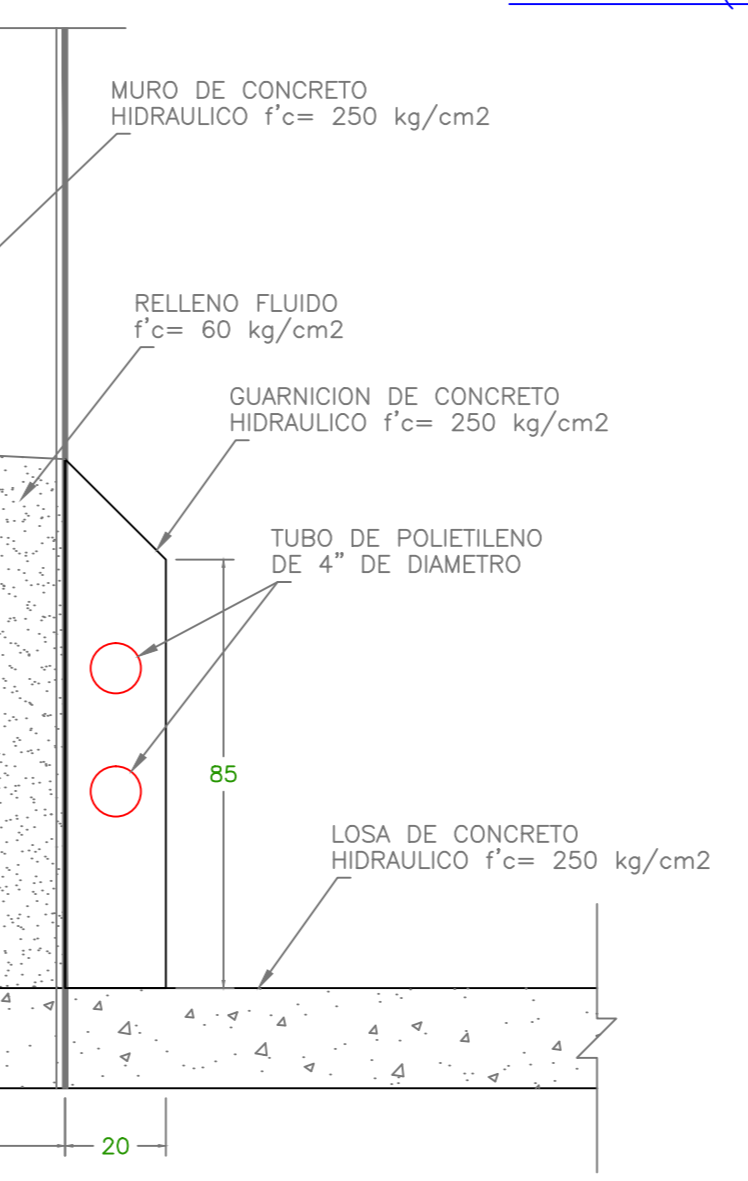 MURO DE CONCRETO
HIDRAULICO f'c= 250 kg/cm2
RELLENO FLUIDO
f'c= 60 kg/cm2
GUARNICION DE CONCRETO
HIDRAULICO f'c= 250 kg/cm2
TUBO DE POLIETILENO
DE 4" DE DIAMETRO
85
LOSA DE CONCRETO
HIDRAULICO f'c= 250 kg/cm2
20